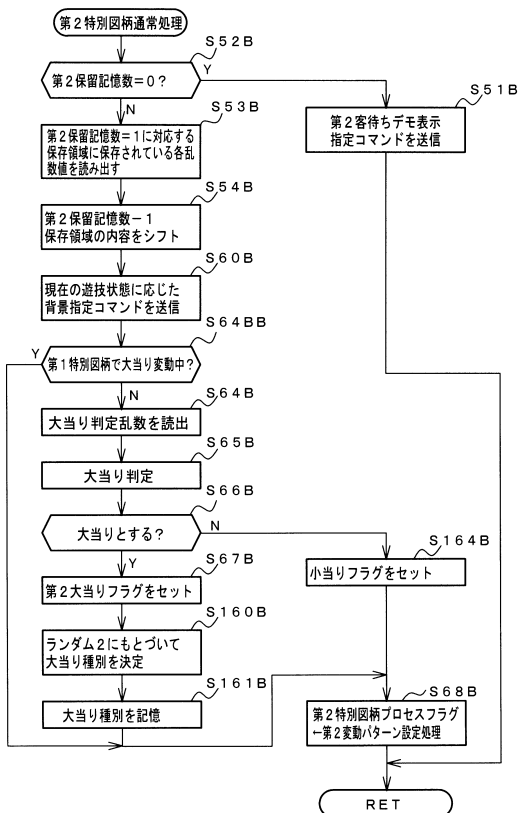 第２特別図柄通常処理
Ｓ５２Ｂ
第２保留記憶数＝０？
Ｙ
Ｎ
Ｓ５１Ｂ
第２客待ちデモ表示
指定コマンドを送信
Ｓ５３Ｂ
第２保留記憶数＝１に対応する
保存領域に保存されている各乱
数値を読み出す
Ｓ５４Ｂ
第２保留記憶数－１
保存領域の内容をシフト
Ｓ６０Ｂ
現在の遊技状態に応じた
背景指定コマンドを送信
Ｓ６４ＢＢ
Ｙ
第１特別図柄で大当り変動中？
Ｎ
Ｓ６４Ｂ
大当り判定乱数を読出
Ｓ６５Ｂ
大当り判定
Ｓ６６Ｂ
大当りとする？
Ｎ
Ｙ
Ｓ１６４Ｂ
小当りフラグをセット
Ｓ６７Ｂ
第２大当りフラグをセット
Ｓ１６０Ｂ
ランダム２にもとづいて
大当り種別を決定
Ｓ１６１Ｂ
大当り種別を記憶
Ｓ６８Ｂ
第２特別図柄プロセスフラグ
←第２変動パターン設定処理
ＲＥＴ